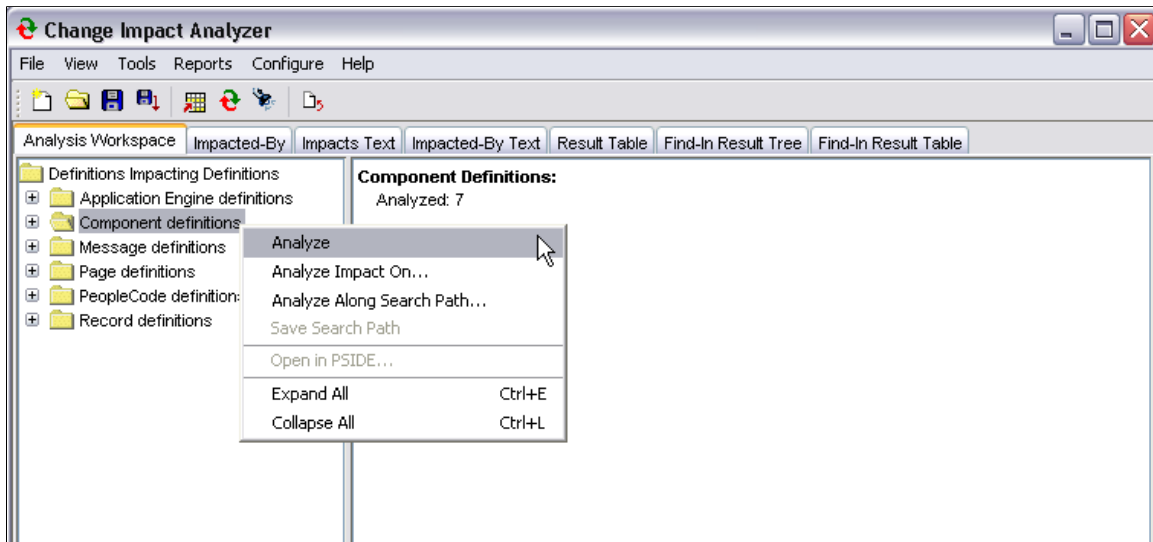 Change Impact Analyzer
File View Tools Reports Configure Help
Analysis Workspace Impacted-By Impacts Text Impacted-By Text Result Table Find-In Result Tree Find-In Result Table
Definitions Impacting Definitions
Application Engine definitions
Component definitions
Message definitions
Page definitions
PeopleCode definition
Record definitions
Component Definitions:
Analyzed: 7
Analyze
Analyze Impact On...
Analyze Along Search Path...
Save Search Path
Open in PSIDE...
Expand All Ctrl+E
Collapse All Ctrl+L